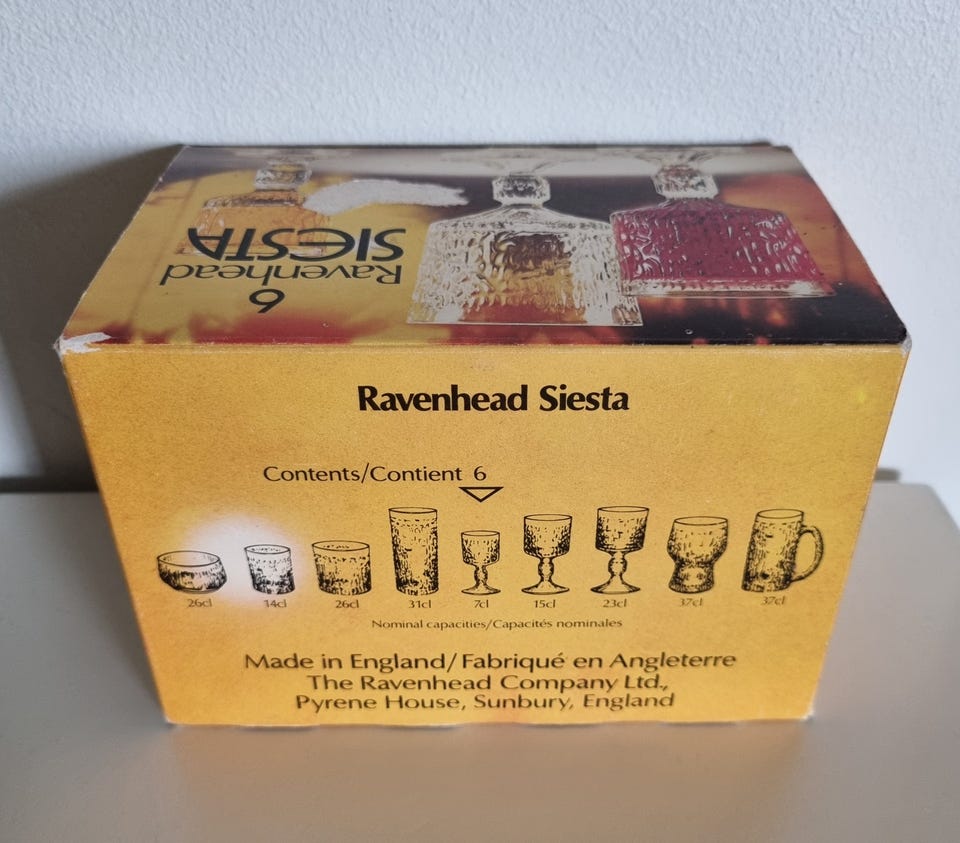 6
Ravenhead
SIESTA
Ravenhead Siesta
Contents/Contient 6
26cl 14cl 26cl 31cl 7cl 15cl 23cl 37cl 37cl
Nominal capacities/Capacités nominales
Made in England/Fabriqué en Angleterre
The Ravenhead Company Ltd.,
Pyrene House, Sunbury, England